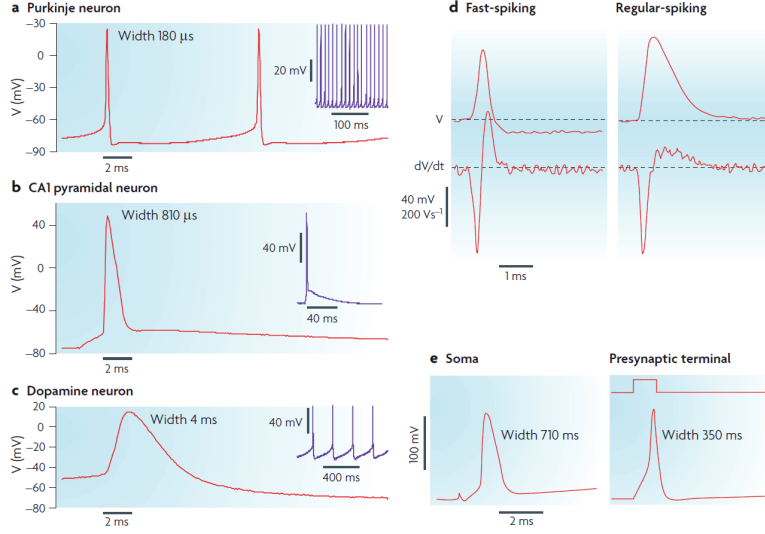 a Purkinje neuron
−30
0
−30
−60
−90
V (mV)
Width 180 µs
20 mV
100 ms
2 ms
b CA1 pyramidal neuron
40
0
−40
−80
V (mV)
Width 810 µs
40 mV
40 ms
2 ms
c Dopamine neuron
20
0
−20
−40
−60
−80
V (mV)
Width 4 ms
40 mV
400 ms
2 ms
d Fast-spiking
Regular-spiking
V
dV/dt
40 mV
200 Vs⁻¹
1 ms
e Soma
Presynaptic terminal
100 mV
Width 710 ms
Width 350 ms
2 ms